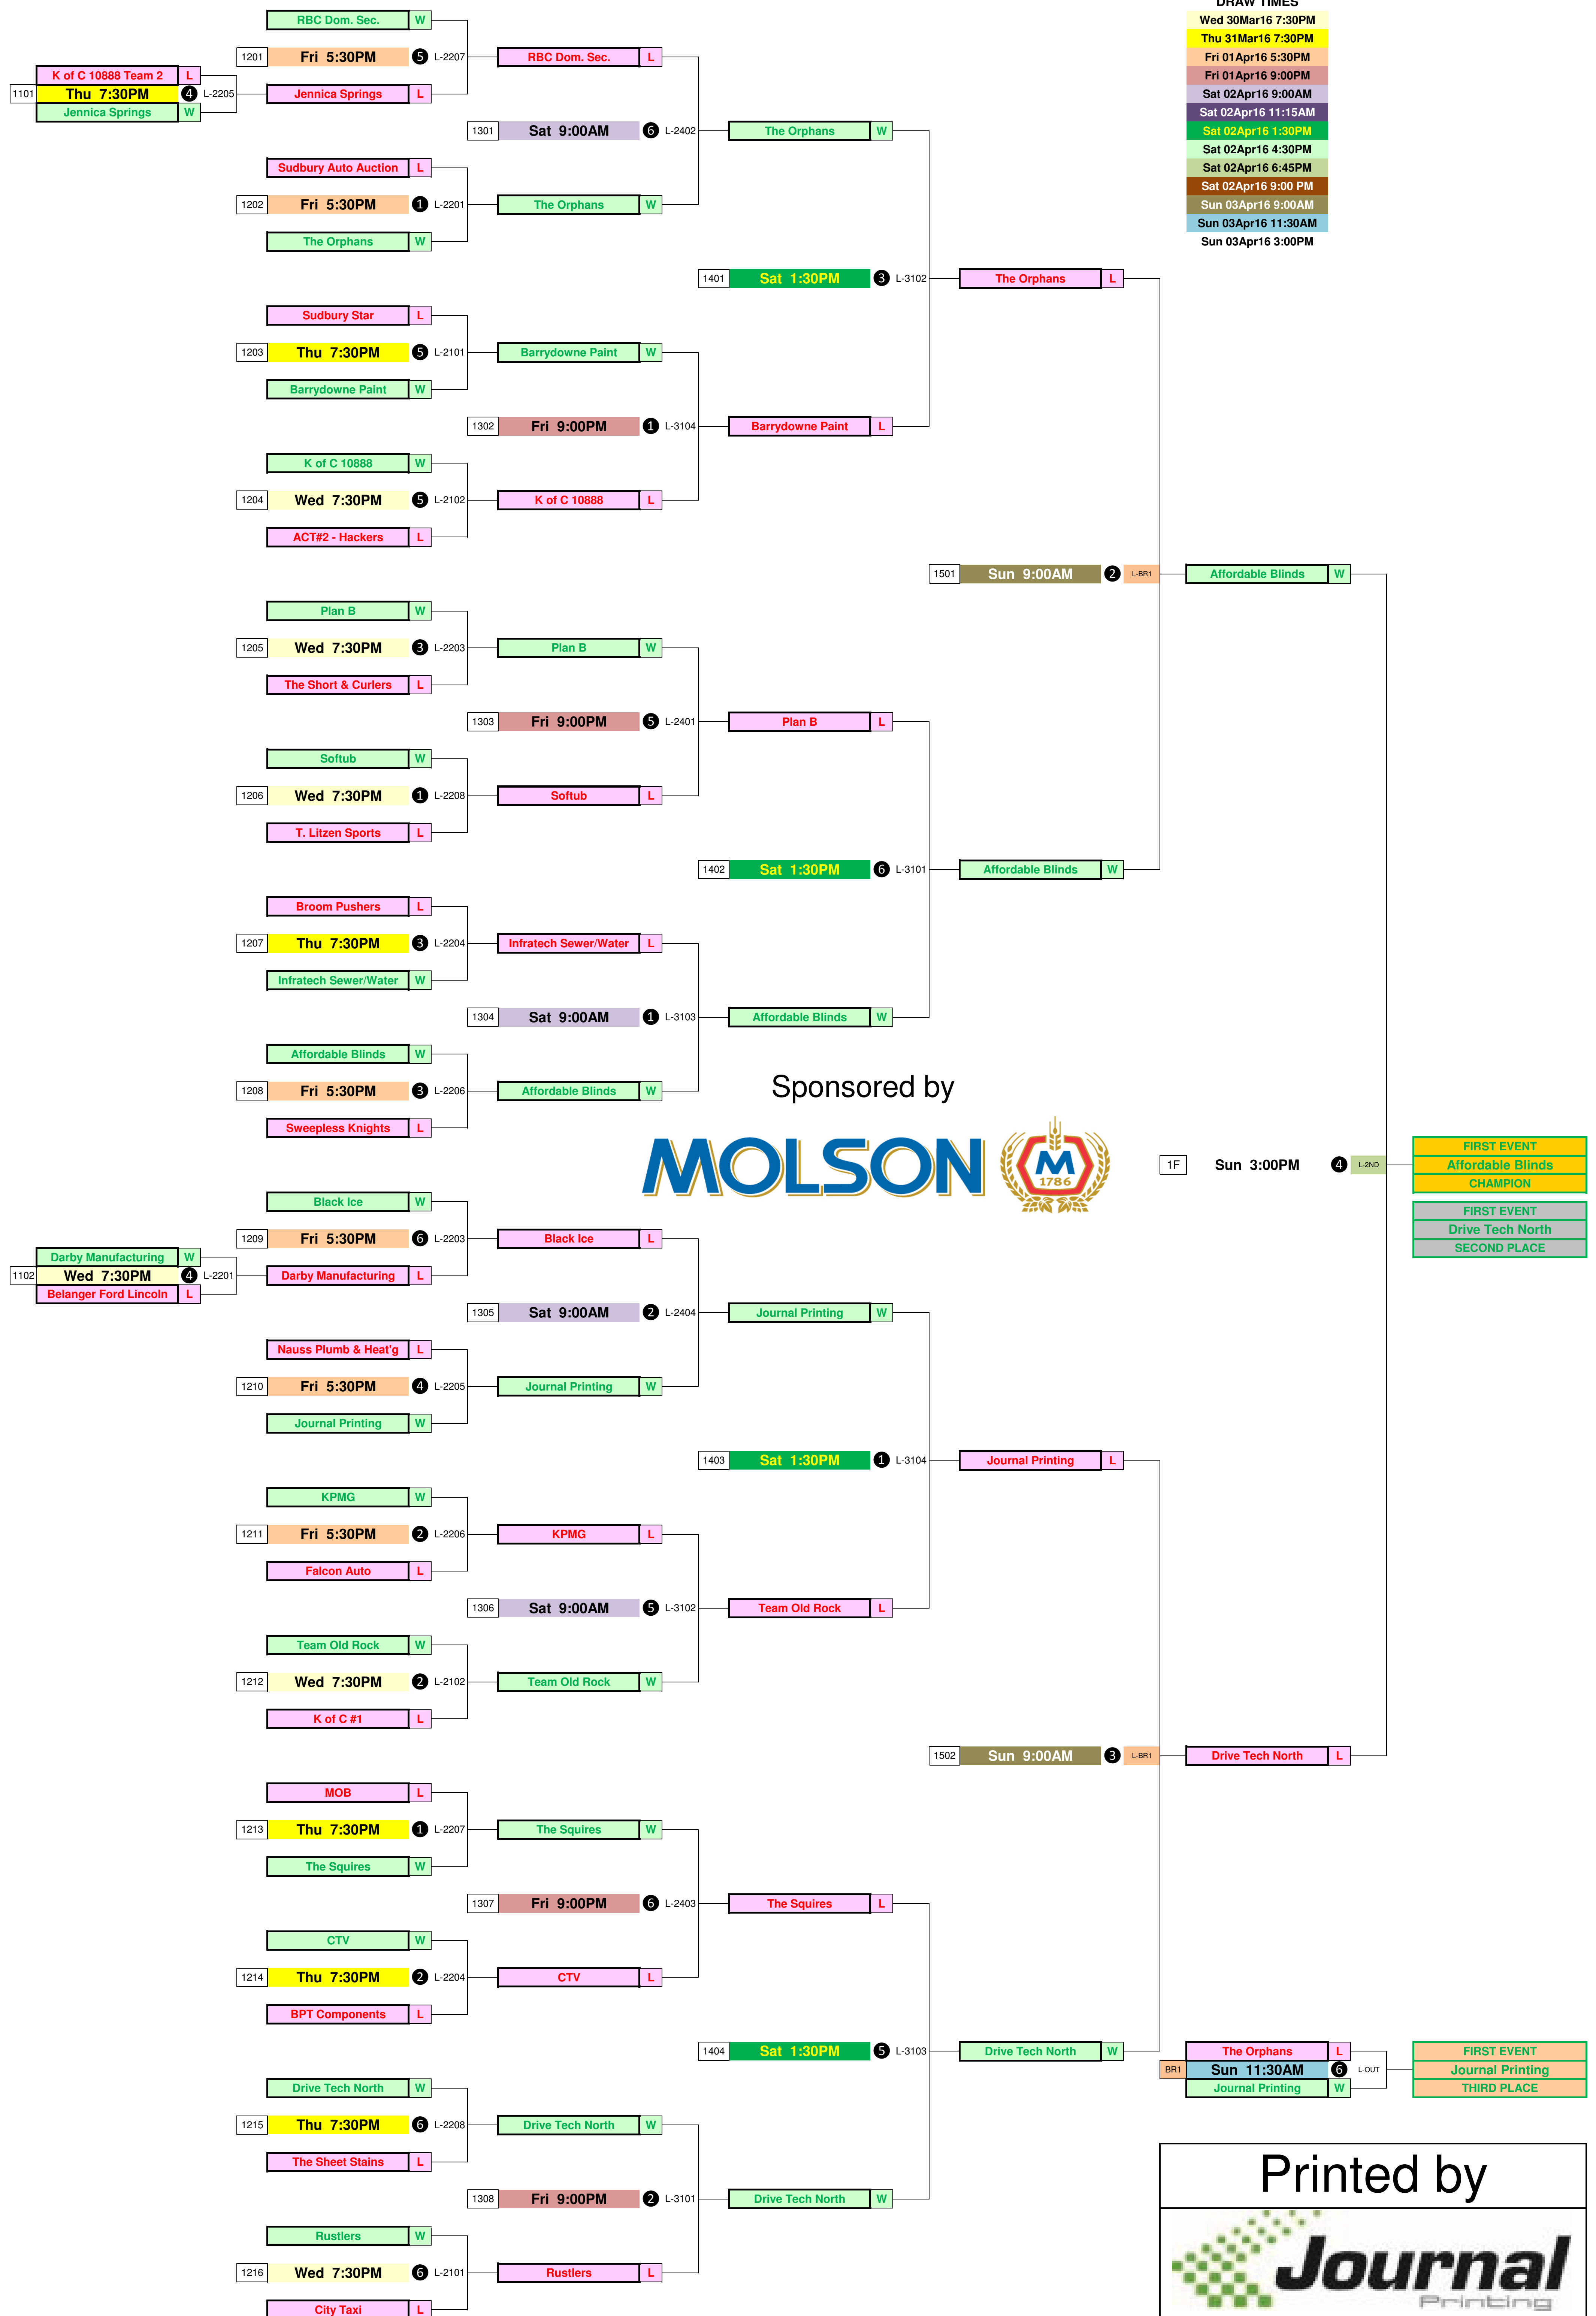 DRAW TIMES
Wed 30Mar16 7:30PM
Thu 31Mar16 7:30PM
Fri 01Apr16 5:30PM
Fri 01Apr16 9:00PM
Sat 02Apr16 9:00AM
Sat 02Apr16 11:15AM
Sat 02Apr16 1:30PM
Sat 02Apr16 4:30PM
Sat 02Apr16 6:45PM
Sat 02Apr16 9:00 PM
Sun 03Apr16 9:00AM
Sun 03Apr16 11:30AM
Sun 03Apr16 3:00PM
K of C 10888 Team 2 L
1101 Thu 7:30PM 4 L-2205
Jennica Springs W
Darby Manufacturing W
1102 Wed 7:30PM 4 L-2201
Belanger Ford Lincoln L
RBC Dom. Sec. W
1201 Fri 5:30PM 5 L-2207
Jennica Springs L
Sudbury Auto Auction L
1202 Fri 5:30PM 1 L-2201
The Orphans W
Sudbury Star L
1203 Thu 7:30PM 5 L-2101
Barrydowne Paint W
K of C 10888 W
1204 Wed 7:30PM 5 L-2102
ACT#2 - Hackers L
Plan B W
1205 Wed 7:30PM 3 L-2203
The Short & Curlers L
Softub W
1206 Wed 7:30PM 1 L-2208
T. Litzen Sports L
Broom Pushers L
1207 Thu 7:30PM 3 L-2204
Infratech Sewer/Water W
Affordable Blinds W
1208 Fri 5:30PM 3 L-2206
Sweepless Knights L
Black Ice W
1209 Fri 5:30PM 6 L-2203
Darby Manufacturing L
Nauss Plumb & Heat'g L
1210 Fri 5:30PM 4 L-2205
Journal Printing W
KPMG W
1211 Fri 5:30PM 2 L-2206
Falcon Auto L
Team Old Rock W
1212 Wed 7:30PM 2 L-2102
K of C #1 L
MOB L
1213 Thu 7:30PM 1 L-2207
The Squires W
CTV W
1214 Thu 7:30PM 2 L-2204
BPT Components L
Drive Tech North W
1215 Thu 7:30PM 6 L-2208
The Sheet Stains L
Rustlers W
1216 Wed 7:30PM 6 L-2101
City Taxi L
RBC Dom. Sec. L
1301 Sat 9:00AM 6 L-2402
The Orphans W
Barrydowne Paint W
1302 Fri 9:00PM 1 L-3104
K of C 10888 L
Plan B W
1303 Fri 9:00PM 5 L-2401
Softub L
Infratech Sewer/Water L
1304 Sat 9:00AM 1 L-3103
Affordable Blinds W
Black Ice L
1305 Sat 9:00AM 2 L-2404
Journal Printing W
KPMG L
1306 Sat 9:00AM 5 L-3102
Team Old Rock W
The Squires W
1307 Fri 9:00PM 6 L-2403
CTV L
Drive Tech North W
1308 Fri 9:00PM 2 L-3101
Rustlers L
The Orphans W
1401 Sat 1:30PM 3 L-3102
Barrydowne Paint L
Plan B L
1402 Sat 1:30PM 6 L-3101
Affordable Blinds W
Journal Printing W
1403 Sat 1:30PM 1 L-3104
Team Old Rock L
The Squires L
1404 Sat 1:30PM 5 L-3103
Drive Tech North W
The Orphans L
1501 Sun 9:00AM 2 L-BR1
Affordable Blinds W
Journal Printing L
1502 Sun 9:00AM 3 L-BR1
Drive Tech North W
Affordable Blinds W
1F Sun 3:00PM 4 L-2ND
Drive Tech North L
FIRST EVENT
Affordable Blinds
CHAMPION
FIRST EVENT
Drive Tech North
SECOND PLACE
The Orphans L
BR1 Sun 11:30AM 6 L-OUT
Journal Printing W
FIRST EVENT
Journal Printing
THIRD PLACE
Sponsored by
MOLSON
M
1786
Printed by
Journal
Printing